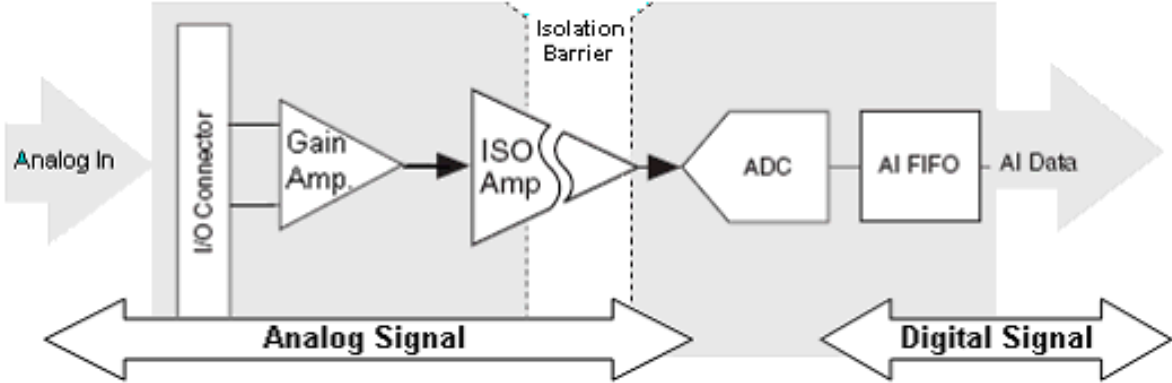 Isolation
Barrier
Analog In
I/O Connector
Gain
Amp.
ISO
Amp
ADC
AI FIFO
AI Data
Analog Signal
Digital Signal